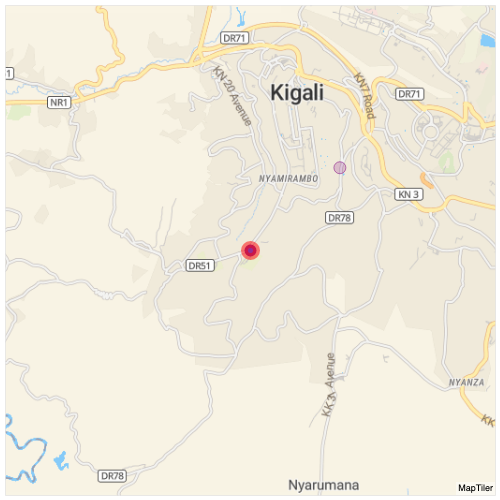 DR71
KN 20 Avenue
Kigali
KN7 Road
DR71
1
NR1
NYAMIRAMBO
KN 3
DR78
DR51
KK 3 Avenue
NYANZA
KK
DR78
Nyarumana
MapTiler